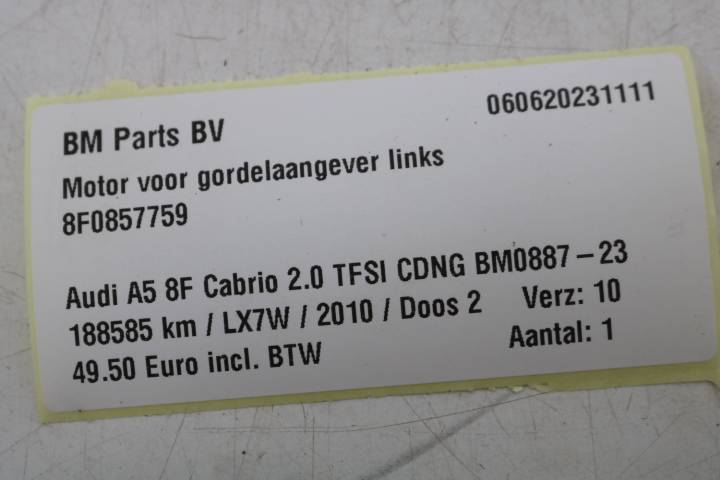 BM Parts BV 060620231111
Motor voor gordelaangever links
8F0857759
Audi A5 8F Cabrio 2.0 TFSI CDNG BM0887-23
188585 km / LX7W / 2010 / Doos 2 Verz: 10
49.50 Euro incl. BTW Aantal: 1